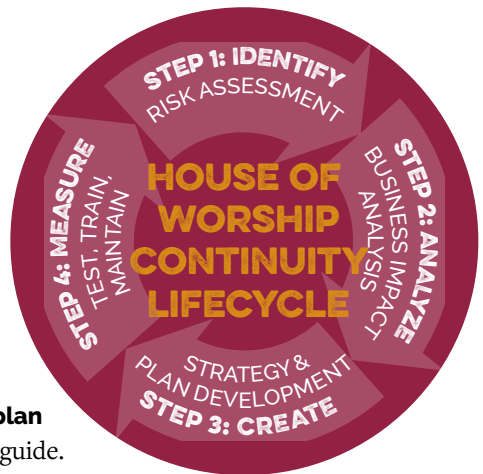 STEP 1: IDENTIFY
RISK ASSESSMENT
STEP 2: ANALYZE
BUSINESS IMPACT
ANALYSIS
STRATEGY &
PLAN DEVELOPMENT
STEP 3: CREATE
STEP 4: MEASURE
TEST, TRAIN,
MAINTAIN
HOUSE OF
WORSHIP
CONTINUITY
LIFECYCLE
plan
guide.